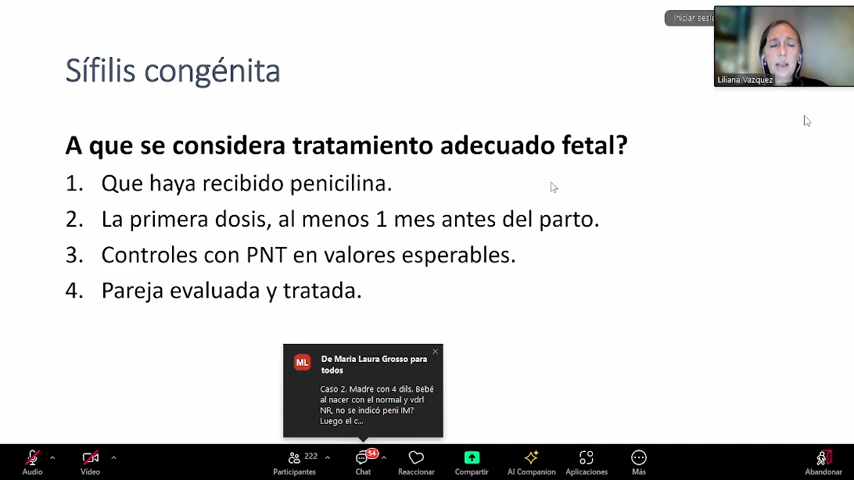 Iniciar sesió
Liliana Vazquez
Sífilis congénita
A que se considera tratamiento adecuado fetal?
1. Que haya recibido penicilina.
2. La primera dosis, al menos 1 mes antes del parto.
3. Controles con PNT en valores esperables.
4. Pareja evaluada y tratada.
ML
De Maria Laura Grosso para
todos
Caso 2. Madre con 4 dils. Bebé
al nacer con el normal y vdrl
NR, no se indicó peni IM?
Luego el c...
222
54
Audio
Vídeo
Participantes
Chat
Reaccionar
Compartir
AI Companion
Aplicaciones
Más
Abandonar